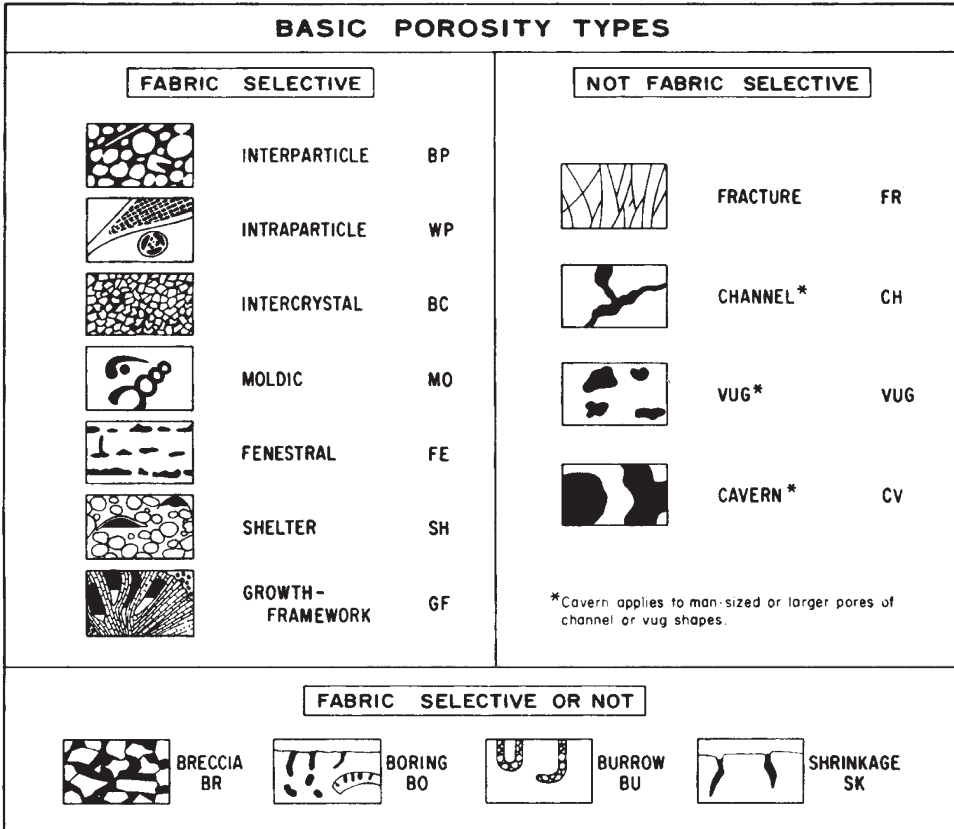 BASIC POROSITY TYPES
FABRIC SELECTIVE
INTERPARTICLE BP
INTRAPARTICLE WP
INTERCRYSTAL BC
MOLDIC MO
FENESTRAL FE
SHELTER SH
GROWTH-
FRAMEWORK GF
NOT FABRIC SELECTIVE
FRACTURE FR
CHANNEL* CH
VUG* VUG
CAVERN* CV
*Cavern applies to man-sized or larger pores of
channel or vug shapes.
FABRIC SELECTIVE OR NOT
BRECCIA
BR
BORING
BO
BURROW
BU
SHRINKAGE
SK